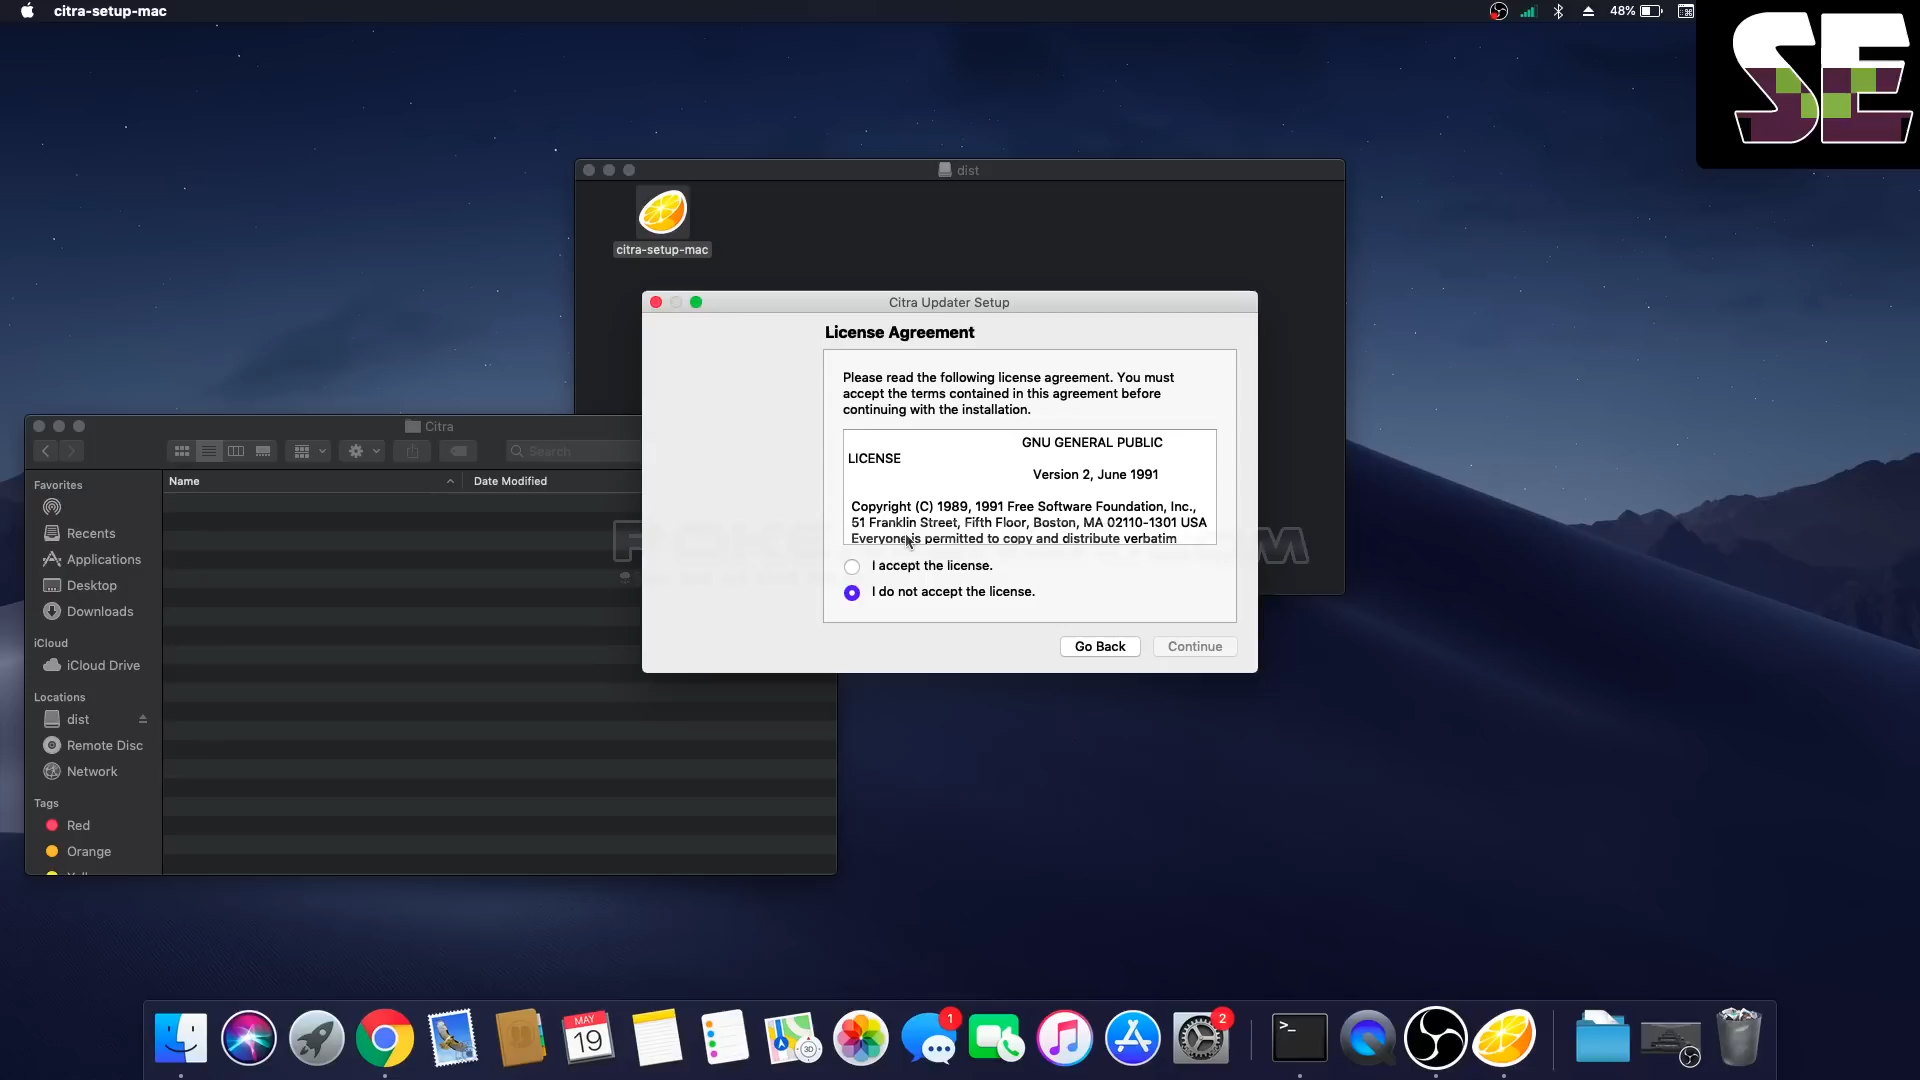 citra-setup-mac
48%
SE
dist
citra-setup-mac
Citra Updater Setup
License Agreement
Please read the following license agreement. You must
accept the terms contained in this agreement before
continuing with the installation.
GNU GENERAL PUBLIC
LICENSE
Version 2, June 1991
Copyright (C) 1989, 1991 Free Software Foundation, Inc.,
51 Franklin Street, Fifth Floor, Boston, MA 02110-1301 USA
Everyone is permitted to copy and distribute verbatim
I accept the license.
I do not accept the license.
Go Back
Continue
Citra
Search
Name
Date Modified
Favorites
Recents
Applications
Desktop
Downloads
iCloud
iCloud Drive
Locations
dist
Remote Disc
Network
Tags
Red
Orange
MAY
19
3D
1
2
>_